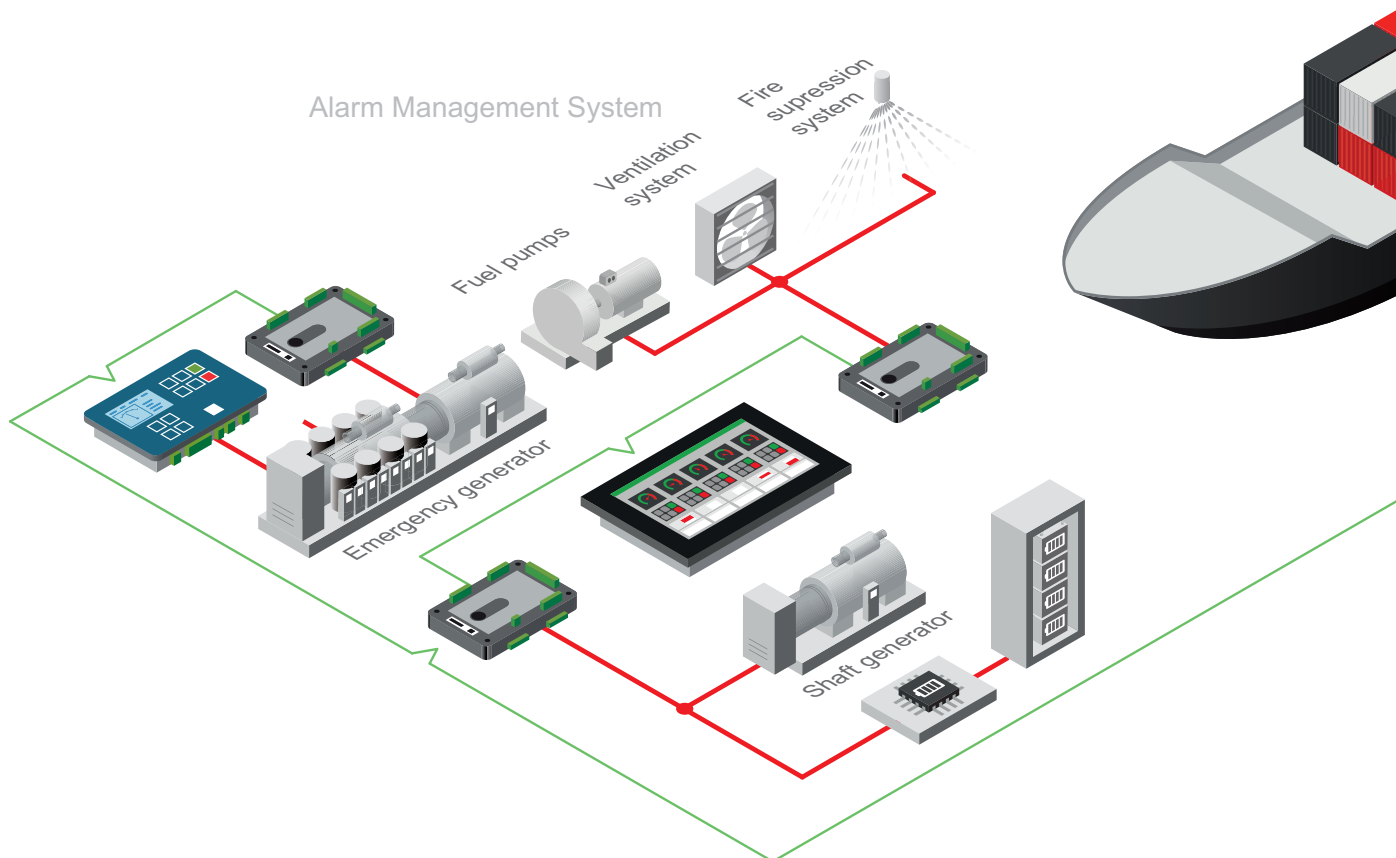 Alarm Management System
Fire
supression
system
Ventilation
system
Fuel pumps
Emergency generator
Shaft generator